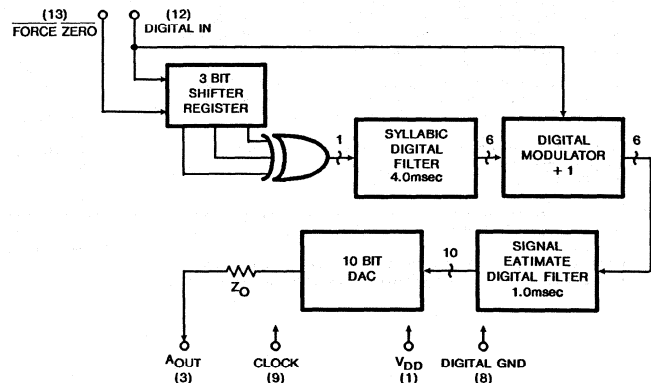 (13)
FORCE ZERO
(12)
DIGITAL IN
3 BIT
SHIFTER
REGISTER
1
SYLLABIC
DIGITAL
FILTER
4.0msec
6
DIGITAL
MODULATOR
+ 1
6
10 BIT
DAC
10
SIGNAL
EATIMATE
DIGITAL FILTER
1.0msec
ZO
AOUT
(3)
CLOCK
(9)
VDD
(1)
DIGITAL GND
(8)